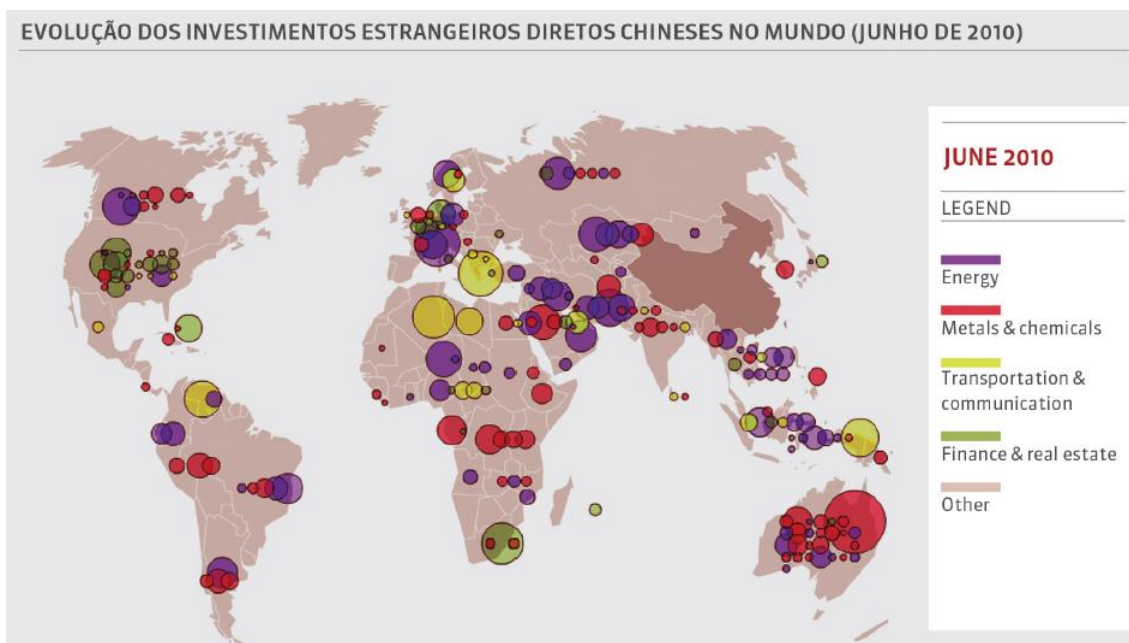 EVOLUÇÃO DOS INVESTIMENTOS ESTRANGEIROS DIRETOS CHINESES NO MUNDO (JUNHO DE 2010)
JUNE 2010
LEGEND
Energy
Metals & chemicals
Transportation &
communication
Finance & real estate
Other